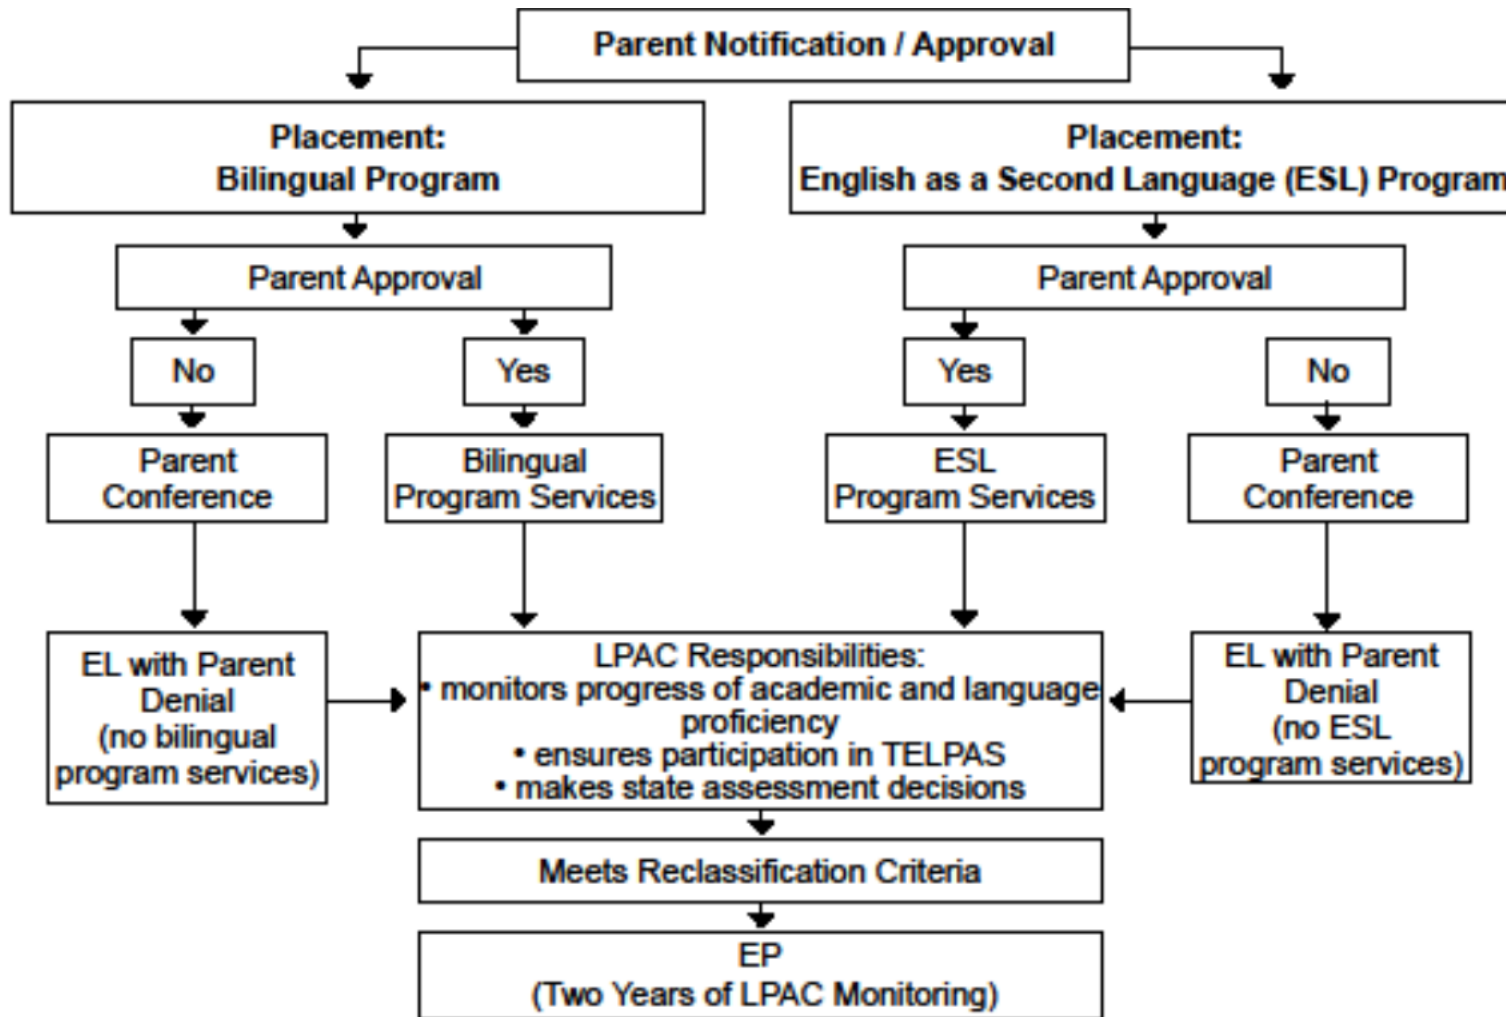 Parent Notification / Approval
Placement:
Bilingual Program
Placement:
English as a Second Language (ESL) Program
Parent Approval
Parent Approval
No
Yes
Yes
No
Parent
Conference
Bilingual
Program Services
ESL
Program Services
Parent
Conference
EL with Parent
Denial
(no bilingual
program services)
LPAC Responsibilities:
• monitors progress of academic and language
proficiency
• ensures participation in TELPAS
• makes state assessment decisions
EL with Parent
Denial
(no ESL
program services)
Meets Reclassification Criteria
EP
(Two Years of LPAC Monitoring)